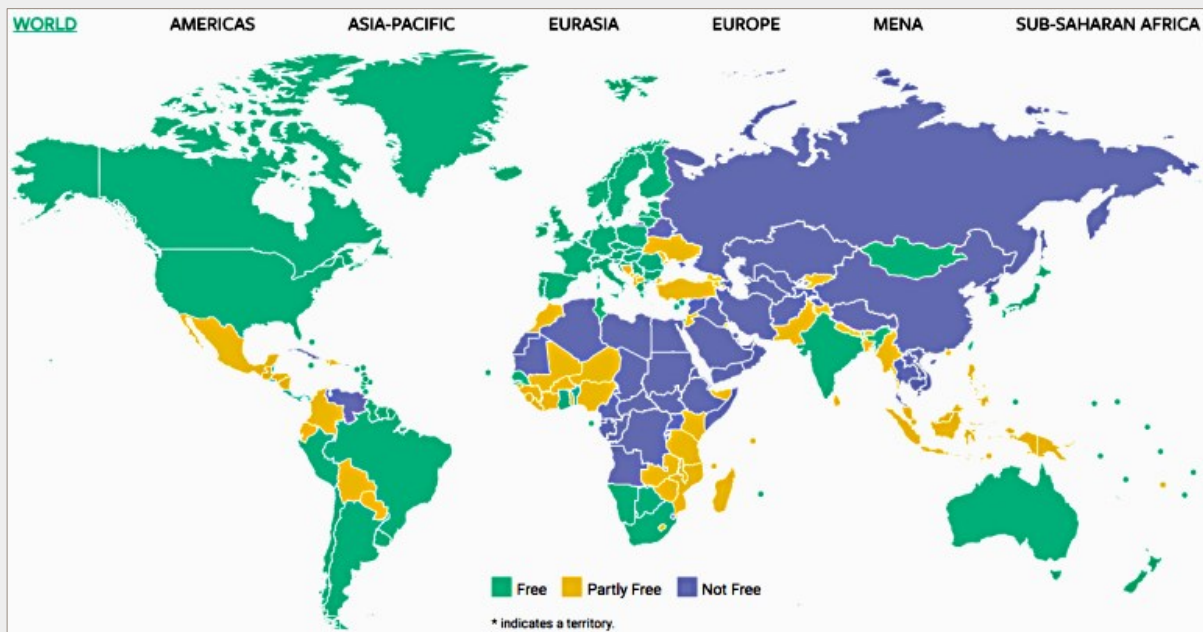 WORLD AMERICAS ASIA-PACIFIC EURASIA EUROPE MENA SUB-SAHARAN AFRICA
Free Partly Free Not Free
* indicates a territory.